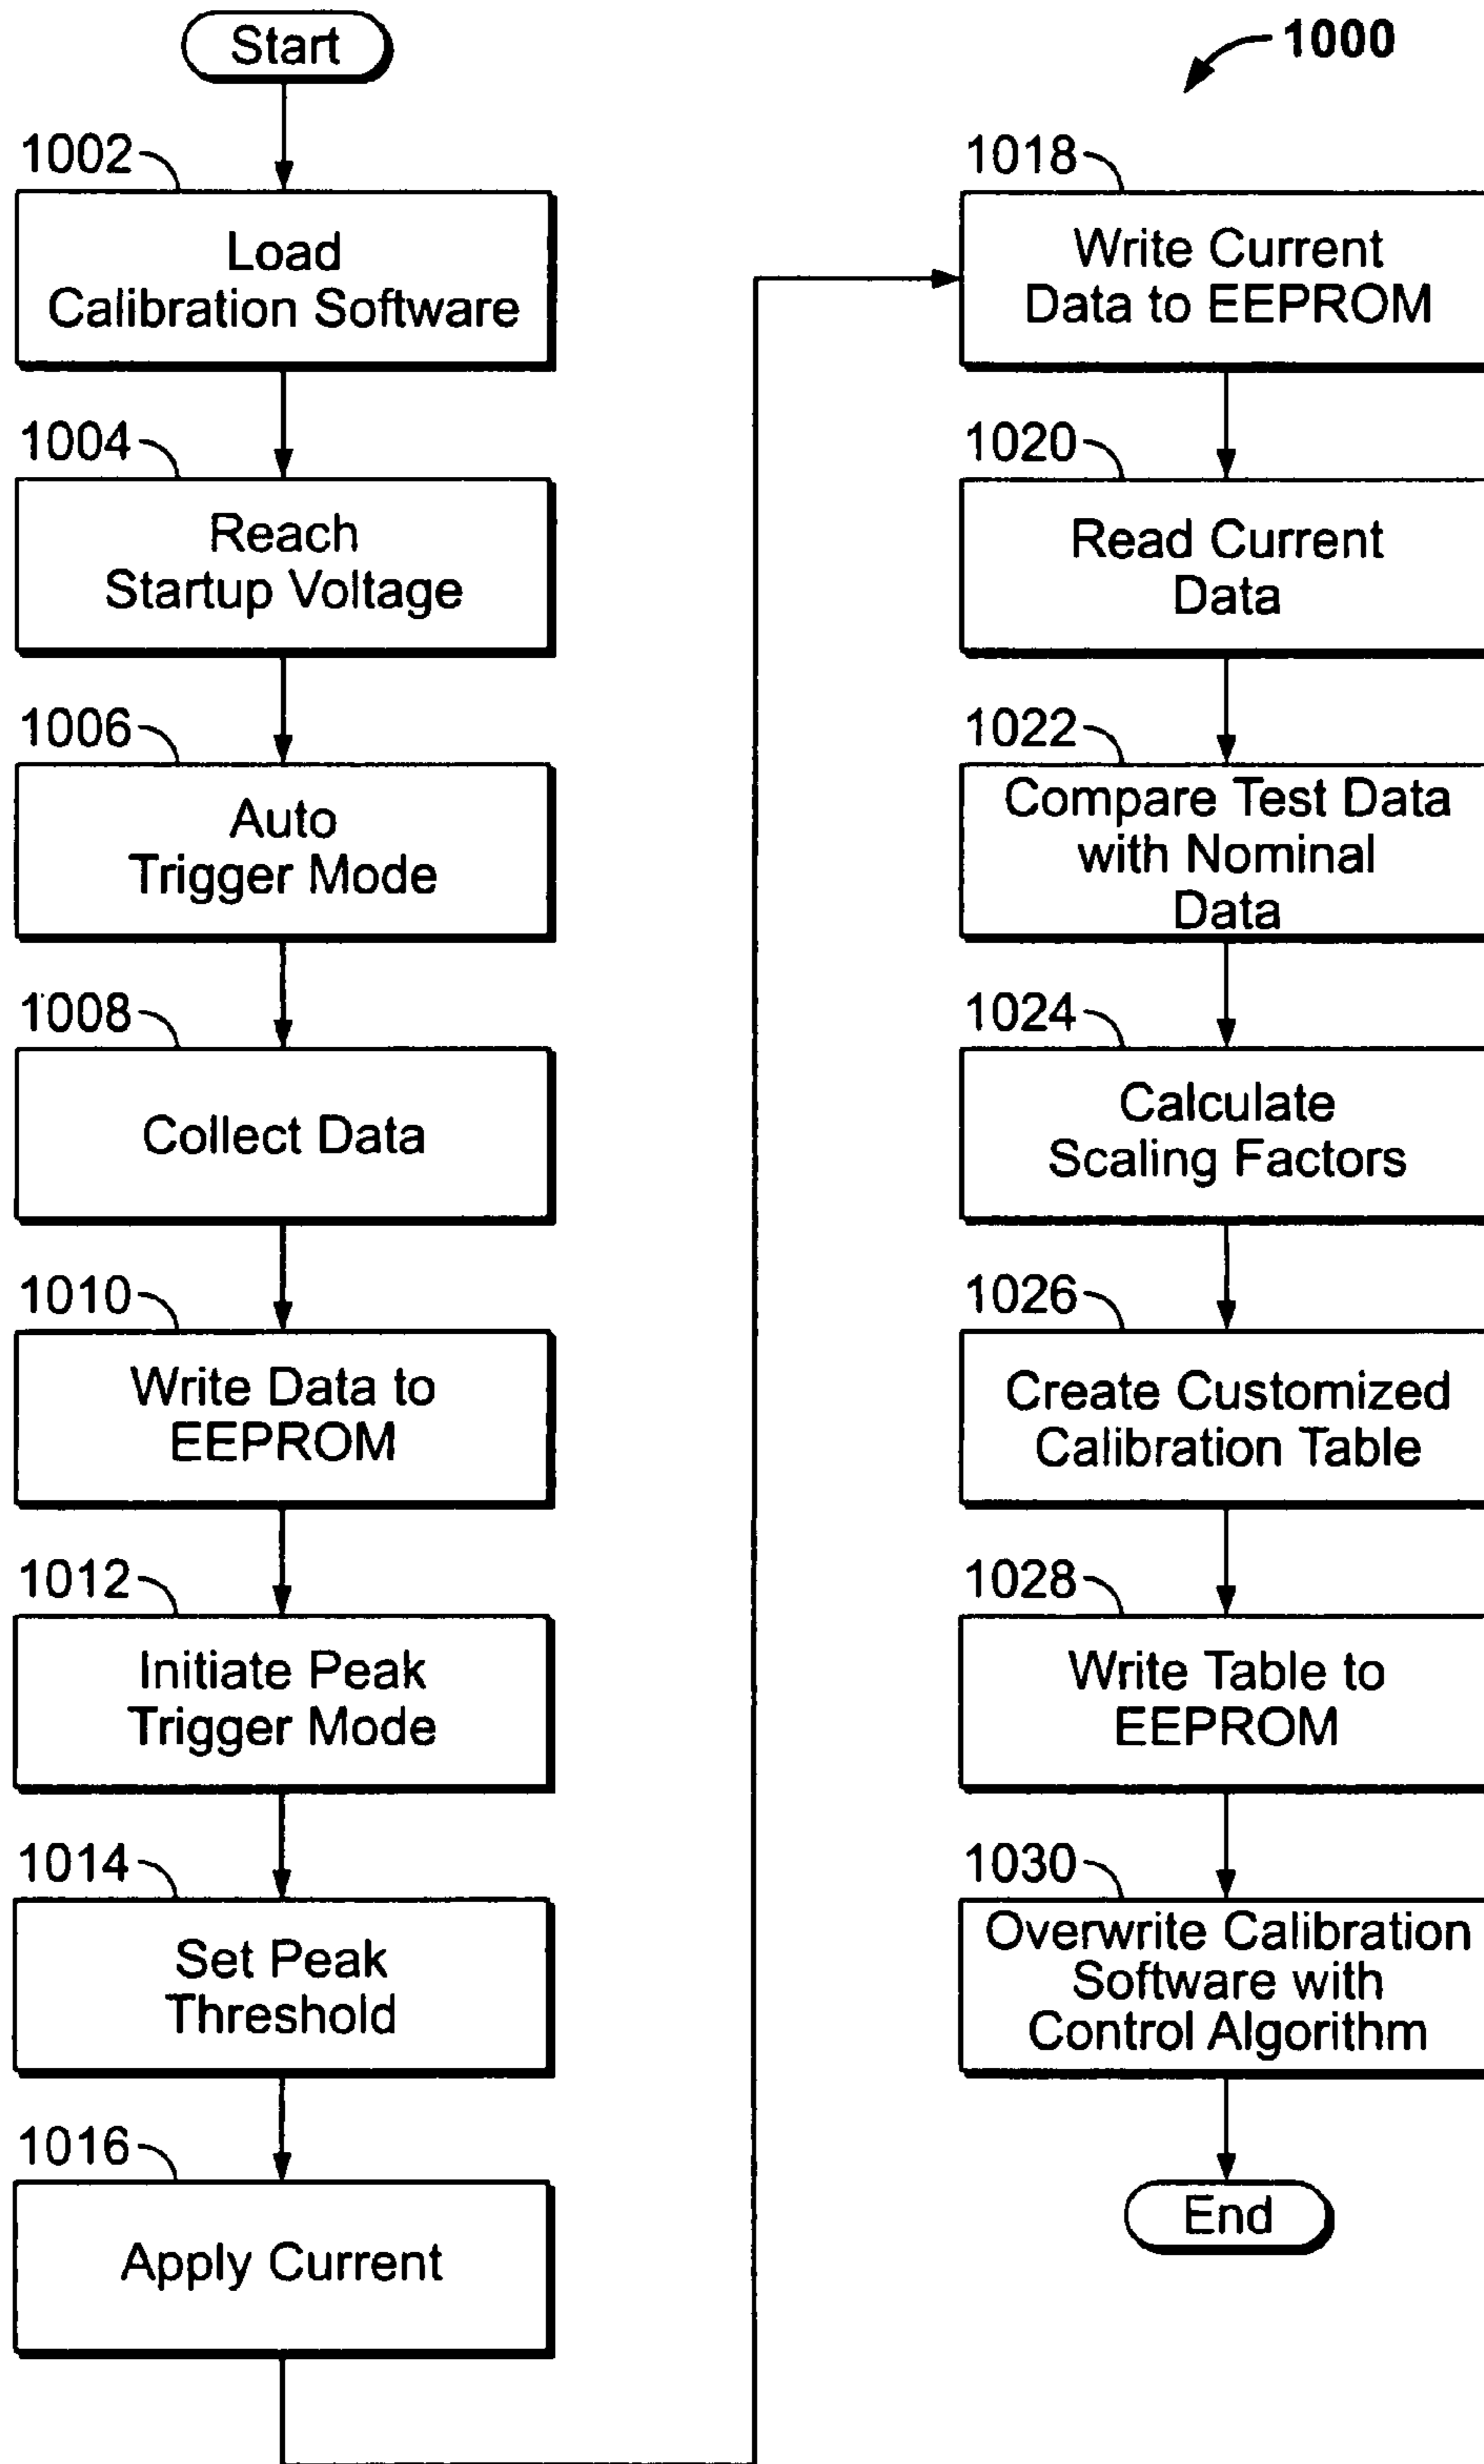 Start
1000
1002
Load
Calibration Software
1004
Reach
Startup Voltage
1006
Auto
Trigger Mode
1008
Collect Data
1010
Write Data to
EEPROM
1012
Initiate Peak
Trigger Mode
1014
Set Peak
Threshold
1016
Apply Current
1018
Write Current
Data to EEPROM
1020
Read Current
Data
1022
Compare Test Data
with Nominal
Data
1024
Calculate
Scaling Factors
1026
Create Customized
Calibration Table
1028
Write Table to
EEPROM
1030
Overwrite Calibration
Software with
Control Algorithm
End